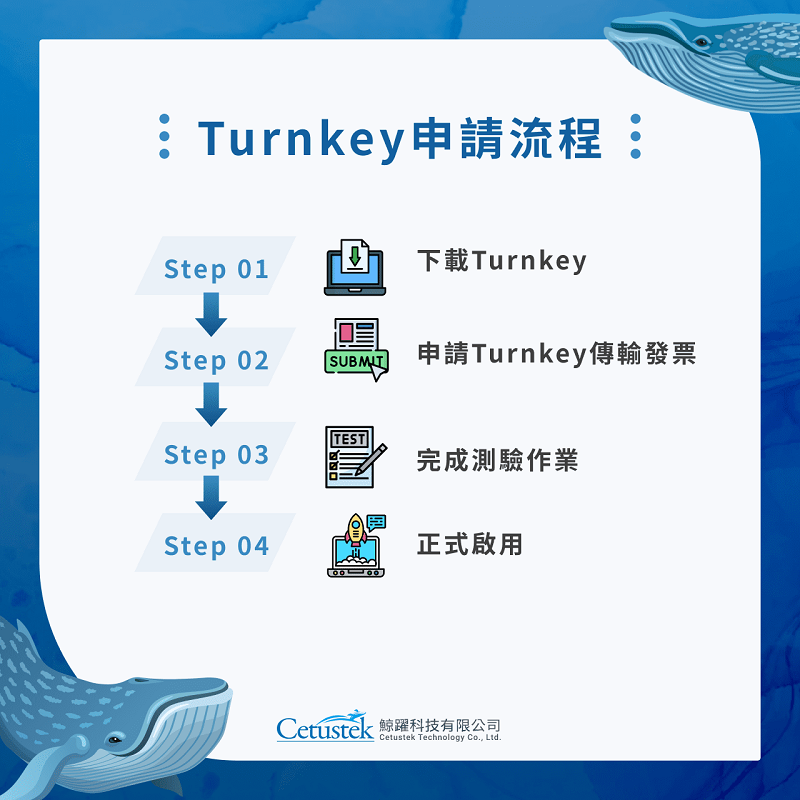 Turnkey申請流程
Step 01
下載Turnkey
Step 02
SUBMIT
申請Turnkey傳輸發票
Step 03
TEST
完成測驗作業
Step 04
正式啟用
Cetustek 鯨躍科技有限公司
Cetustek Technology Co., Ltd.